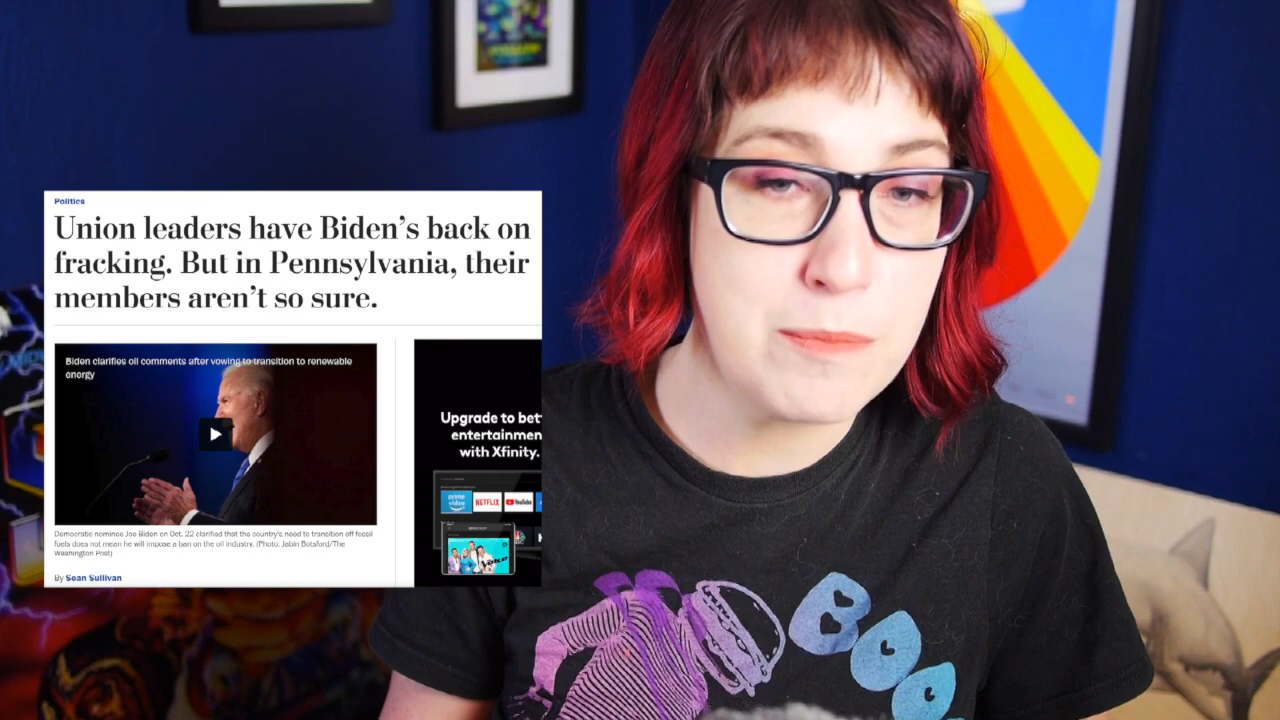 Politics
Union leaders have Biden's back on
fracking. But in Pennsylvania, their
members aren't so sure.
Biden clarifies oil comments after vowing to transition to renewable
energy
Upgrade to bet
entertainmen
with Xfinity.
prime
video
NETFLIX
YouTube
Voice
Democratic nominee Joe Biden on Oct. 22 clarified that the country's need to transition off fossil
fuels does not mean he will impose a ban on the oil industry. (Photo: Jabin Botsford/The
Washington Post)
By Sean Sullivan
BOO